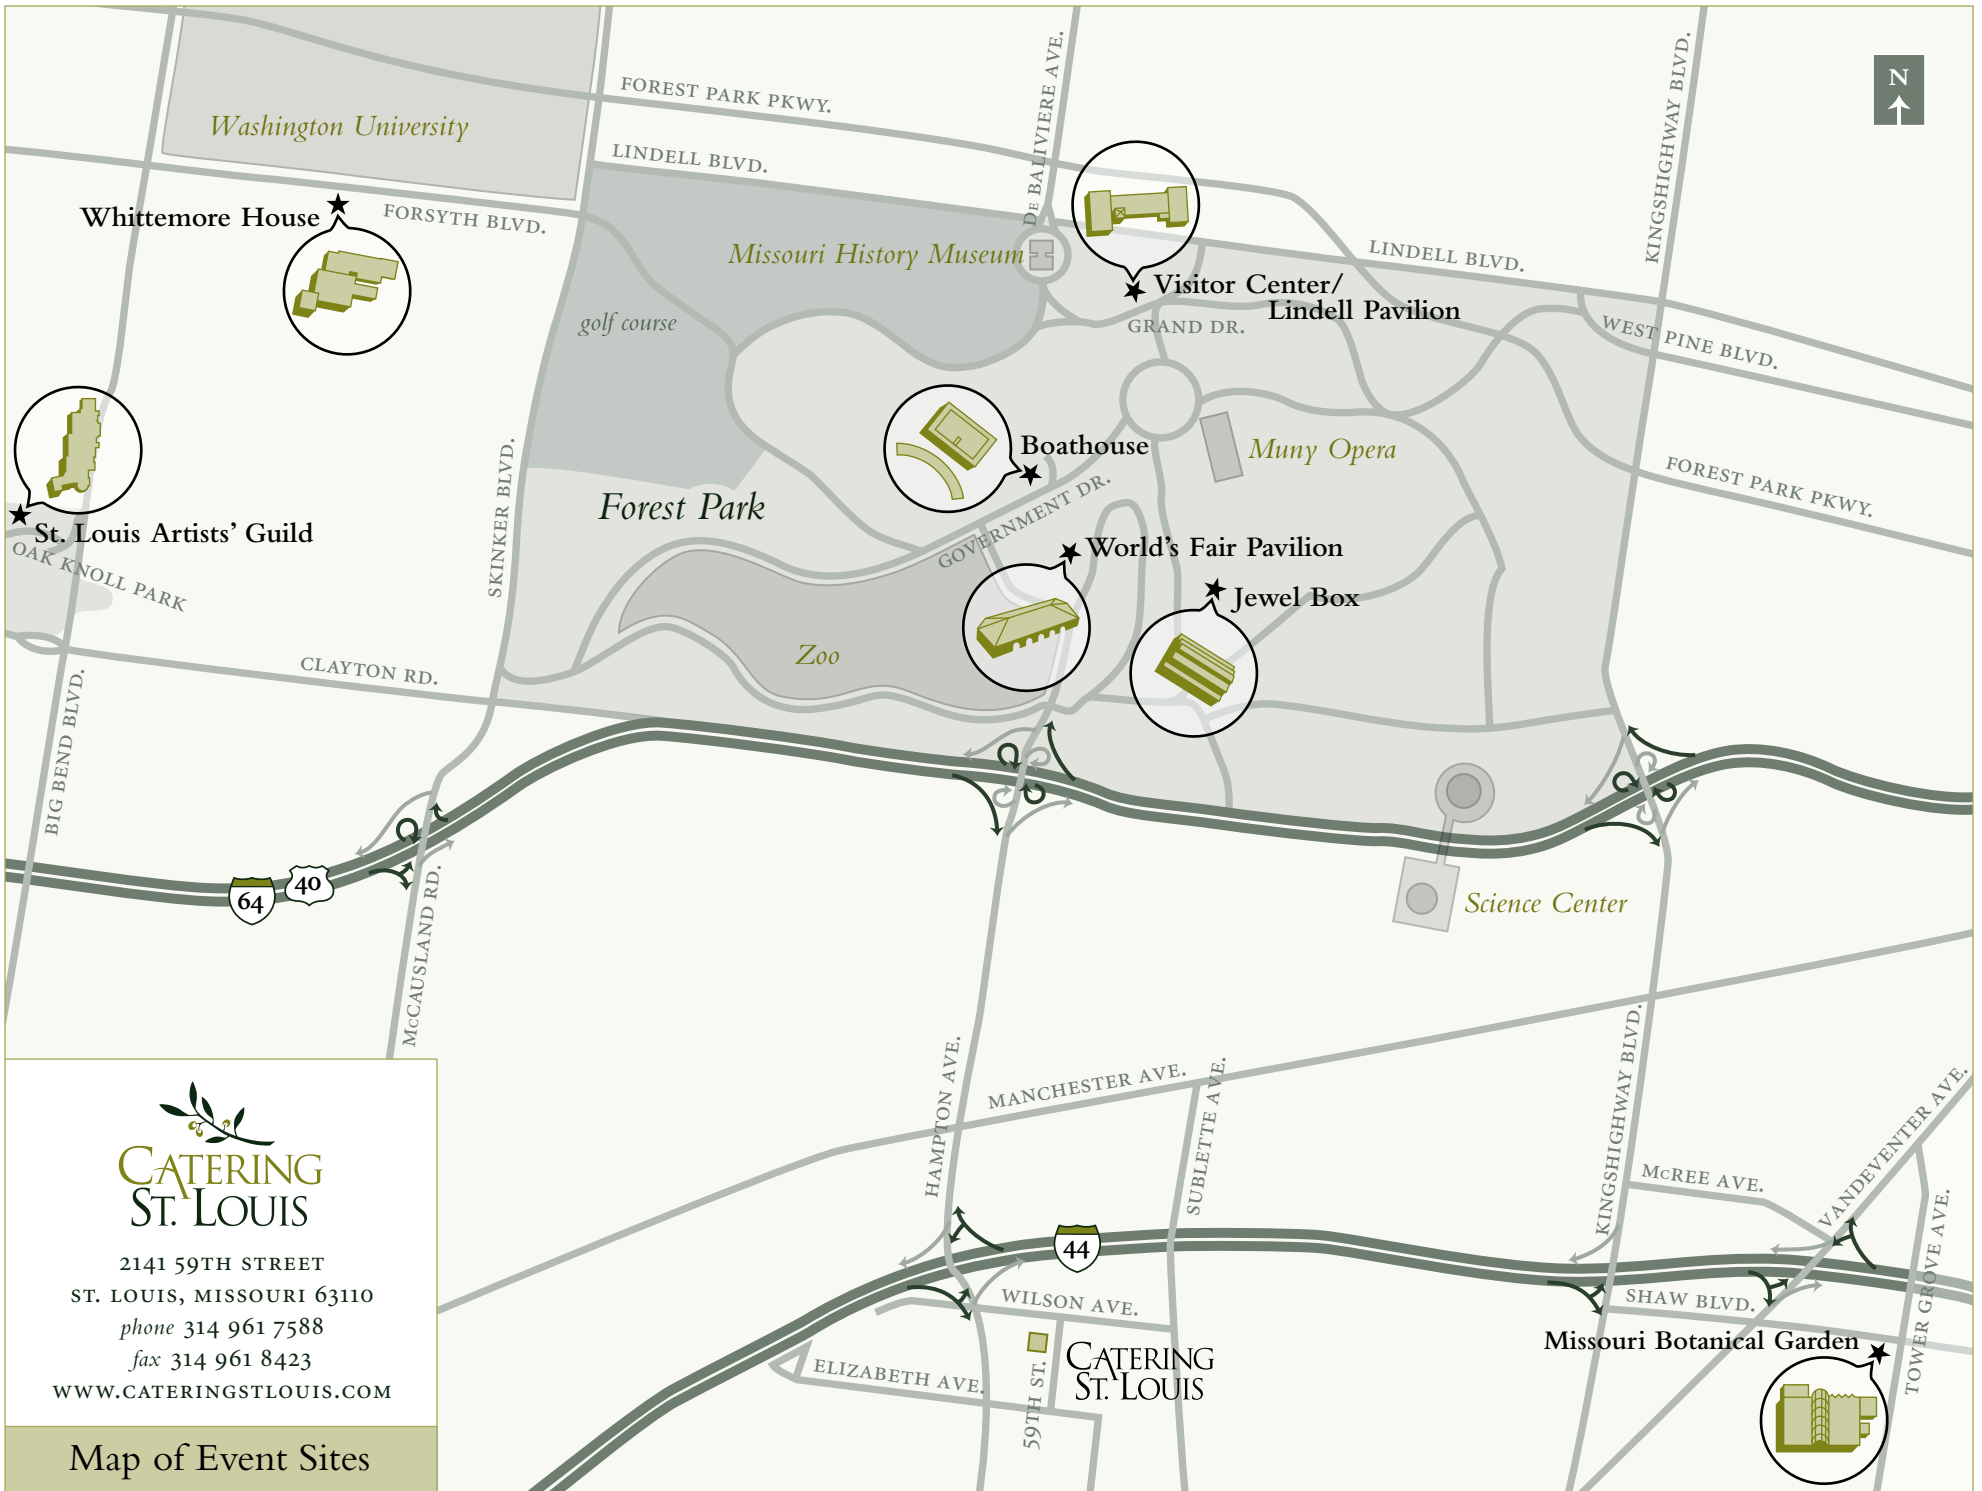 FOREST PARK PKWY.
DE BALIVIERE AVE.
KINGSHIGHWAY BLVD.
N
Washington University
LINDELL BLVD.
Whittemore House
FORSYTH BLVD.
Missouri History Museum
LINDELL BLVD.
Visitor Center/
Lindell Pavilion
golf course
GRAND DR.
WEST PINE BLVD.
Boathouse
Muny Opera
SKINKER BLVD.
FOREST PARK PKWY.
Forest Park
GOVERNMENT DR.
St. Louis Artists' Guild
OAK KNOLL PARK
World's Fair Pavilion
Jewel Box
Zoo
CLAYTON RD.
BIG BEND BLVD.
64
40
McCAUSLAND RD.
Science Center
HAMPTON AVE.
MANCHESTER AVE.
SUBLETTE AVE.
KINGSHIGHWAY BLVD.
McREE AVE.
VANDEVENTER AVE.
TOWER GROVE AVE.
44
WILSON AVE.
SHAW BLVD.
Missouri Botanical Garden
CATERING
ST. LOUIS
ELIZABETH AVE.
59TH ST.
CATERING
ST. LOUIS
2141 59TH STREET
ST. LOUIS, MISSOURI 63110
phone 314 961 7588
fax 314 961 8423
WWW.CATERINGSTLOUIS.COM
Map of Event Sites